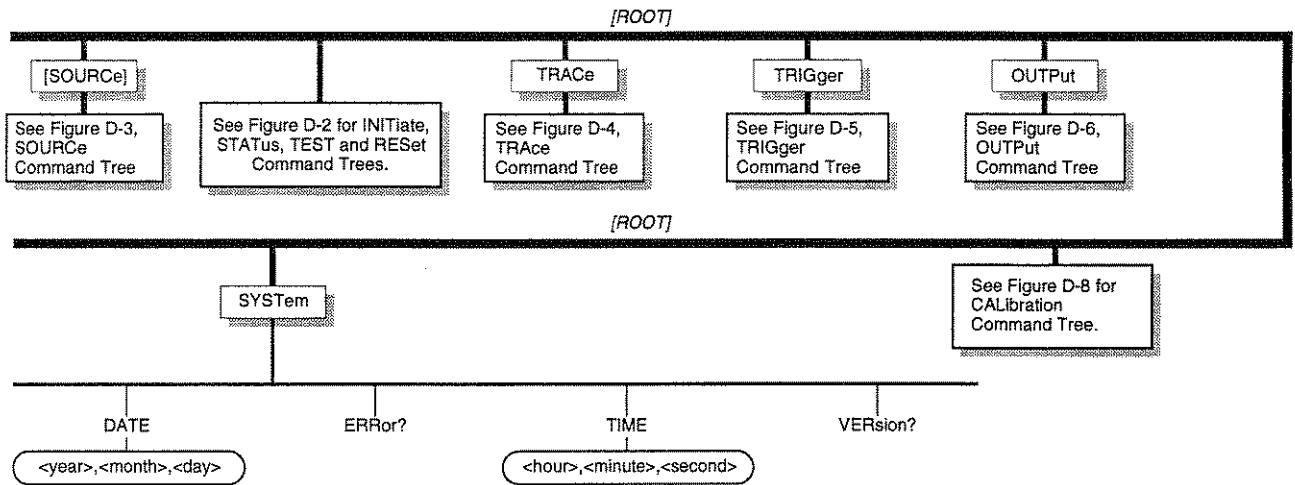 [ROOT]
[SOURCe]
TRACe
TRIGger
OUTPut
See Figure D-3,
SOURCe
Command Tree
See Figure D-2 for INITiate,
STATus, TEST and RESet
Command Trees.
See Figure D-4,
TRAce
Command Tree
See Figure D-5,
TRIGger
Command Tree
See Figure D-6,
OUTPut
Command Tree
[ROOT]
SYSTem
See Figure D-8 for
CALibration
Command Tree.
DATE
ERRor?
TIME
VERsion?
<year>,<month>,<day>
<hour>,<minute>,<second>